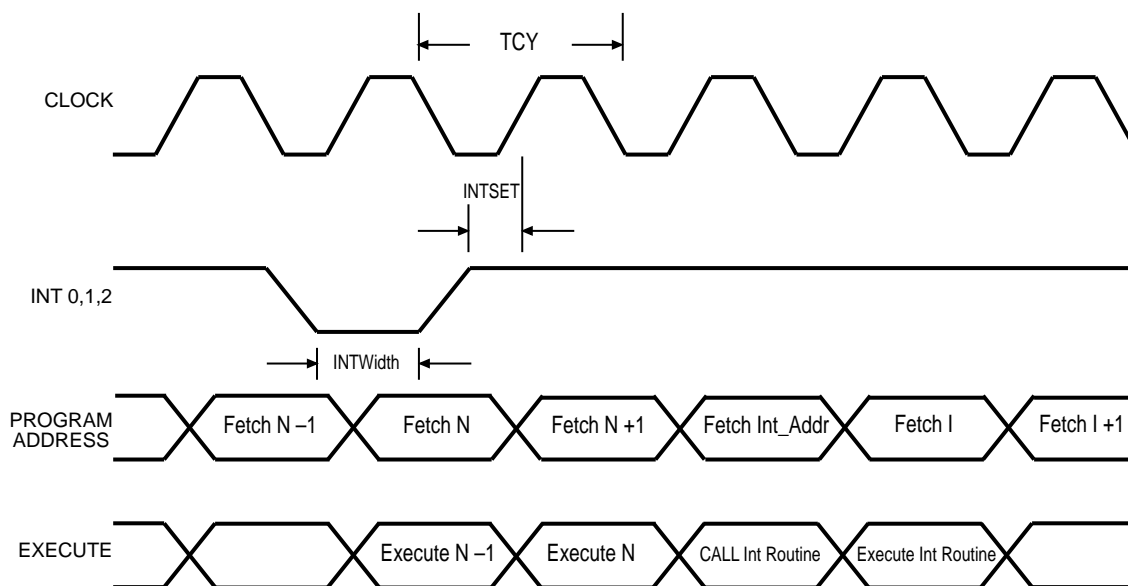 TCY
CLOCK
INTSET
INT 0,1,2
INTWidth
PROGRAM
ADDRESS
Fetch N –1
Fetch N
Fetch N +1
Fetch Int_Addr
Fetch I
Fetch I +1
EXECUTE
Execute N –1
Execute N
CALL Int Routine
Execute Int Routine